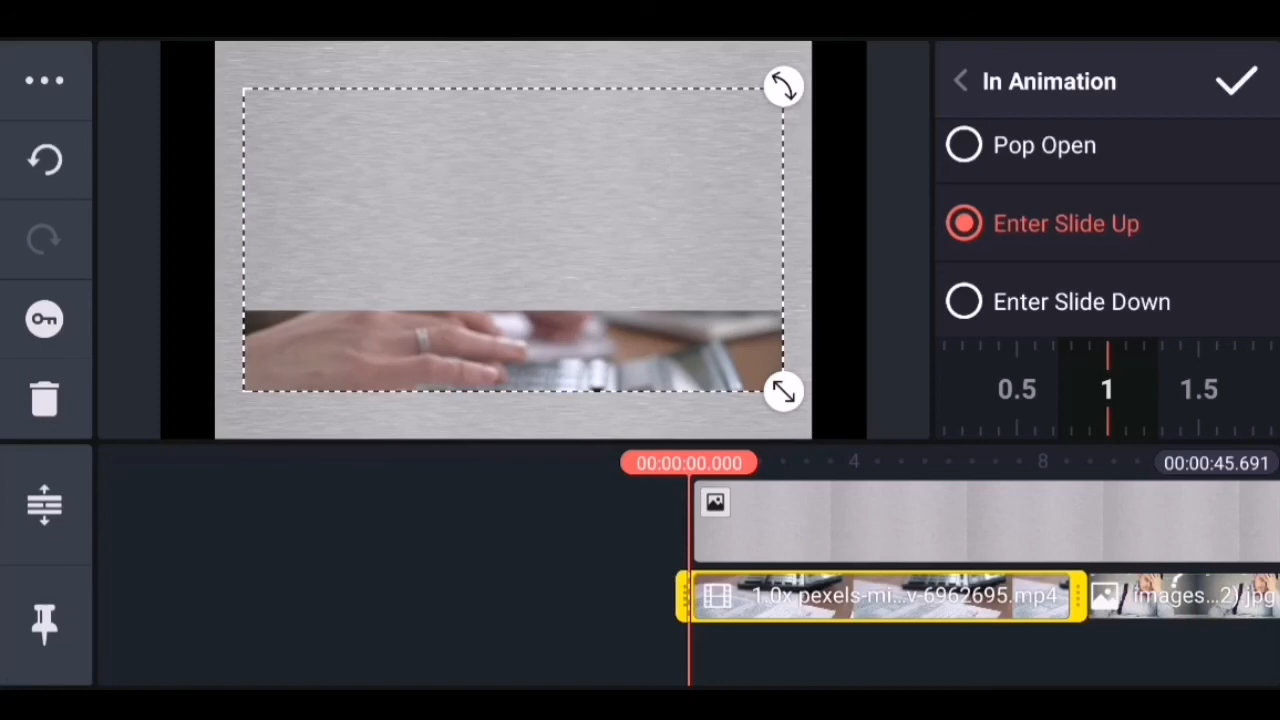 In Animation
Pop Open
Enter Slide Up
Enter Slide Down
0.5 1 1.5
00:00:00.000 4 8 00:00:45.691
1.0x pexels-mi...v-6962695.mp4 images...2).jpg